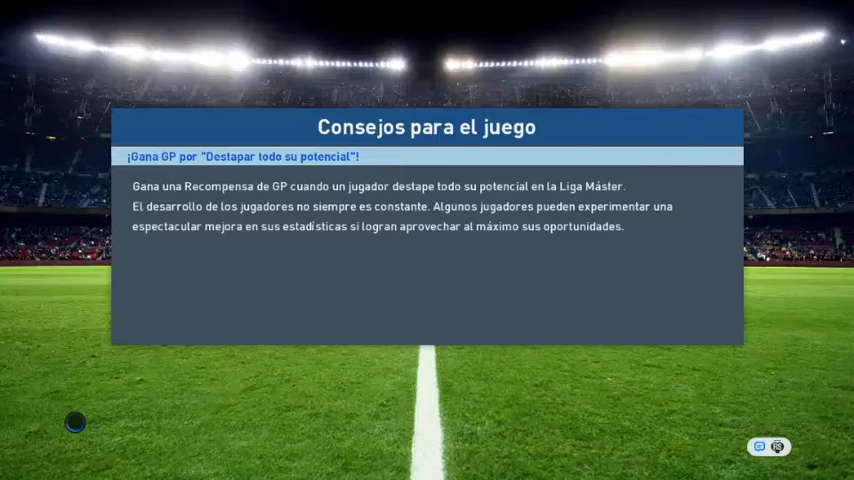 Consejos para el juego
¡Gana GP por "Destapar todo su potencial"!
Gana una Recompensa de GP cuando un jugador destape todo su potencial en la Liga Máster.
El desarrollo de los jugadores no siempre es constante. Algunos jugadores pueden experimentar una
espectacular mejora en sus estadísticas si logran aprovechar al máximo sus oportunidades.